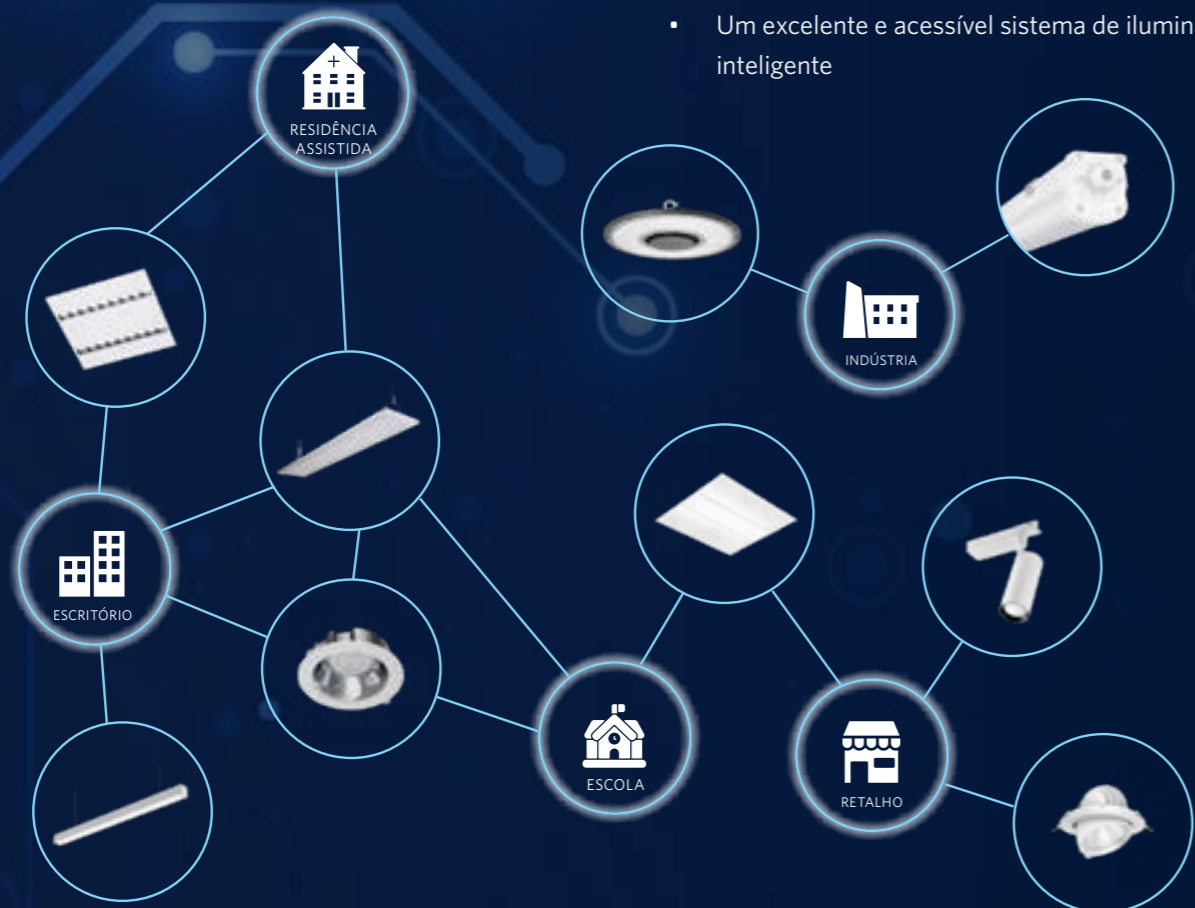 • Um excelente e acessível sistema de ilumin
inteligente
RESIDÊNCIA
ASSISTIDA
INDÚSTRIA
ESCRITÓRIO
ESCOLA
RETALHO